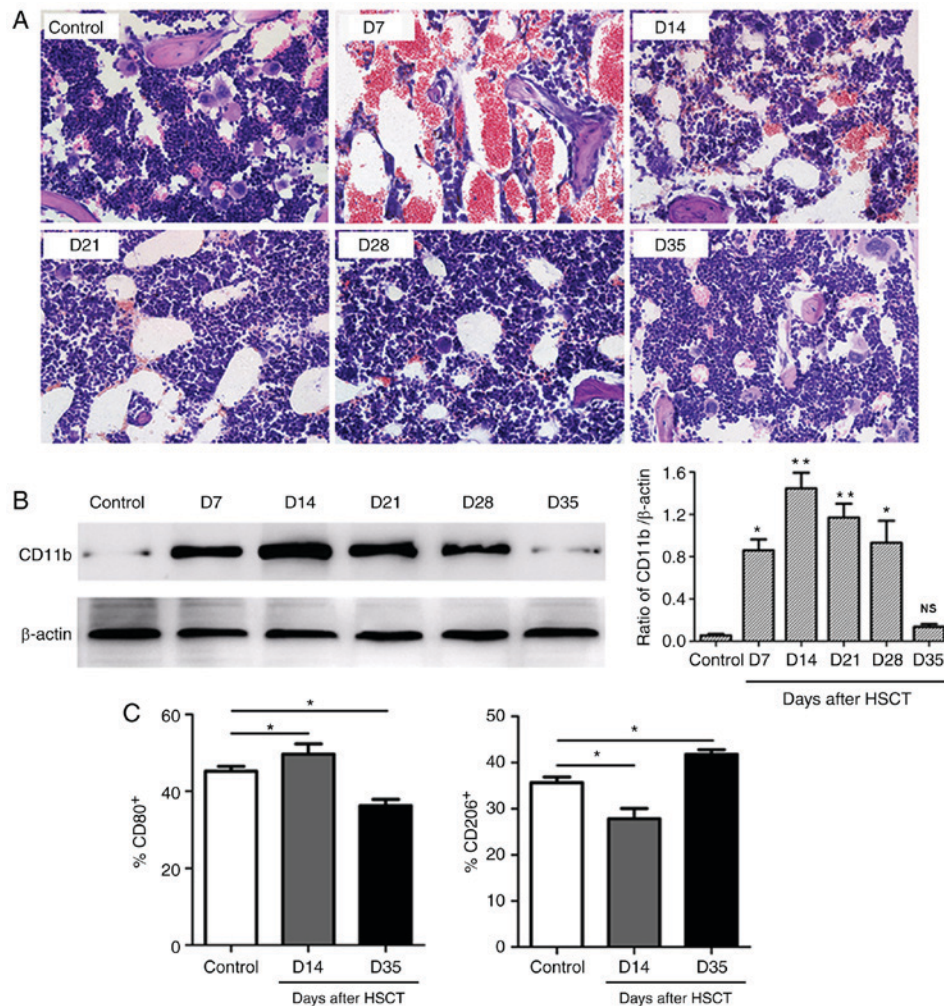 A
Control
D7
D14
D21
D28
D35
B
Control D7 D14 D21 D28 D35
CD11b
β-actin
Ratio of CD11b /β-actin
1.6
1.2
0.8
0.4
0.0
*
**
**
*
NS
Control D7 D14 D21 D28 D35
Days after HSCT
C
% CD80+
60
40
20
0
*
*
Control D14 D35
Days after HSCT
% CD206+
50
40
30
20
10
0
*
*
Control D14 D35
Days after HSCT